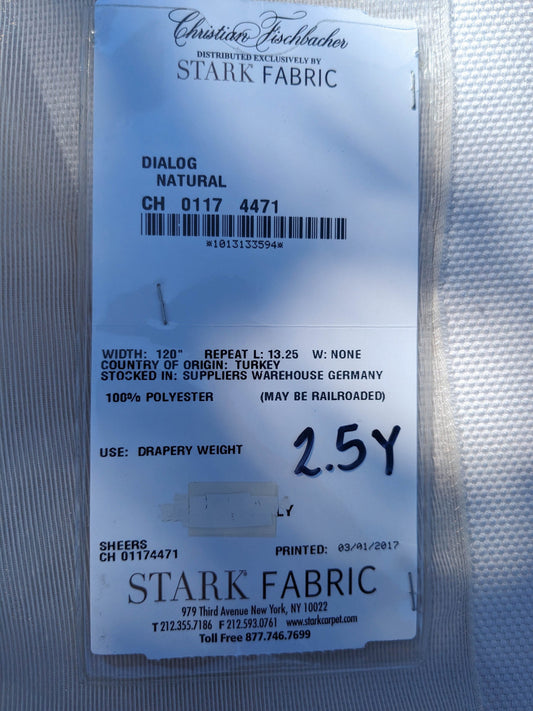 Christian Fischbacher
DISTRIBUTED EXCLUSIVELY BY
STARK FABRIC
DIALOG
NATURAL
CH 0117 4471
*1013133594*
WIDTH: 120" REPEAT L: 13.25 W: NONE
COUNTRY OF ORIGIN: TURKEY
STOCKED IN: SUPPLIERS WAREHOUSE GERMANY
100% POLYESTER (MAY BE RAILROADED)
USE: DRAPERY WEIGHT
2.5Y
LY
SHEERS
CH 01174471
PRINTED: 03/01/2017
STARK FABRIC
979 Third Avenue New York, NY 10022
T 212.355.7186 F 212.593.0761 www.starkcarpet.com
Toll Free 877.746.7699